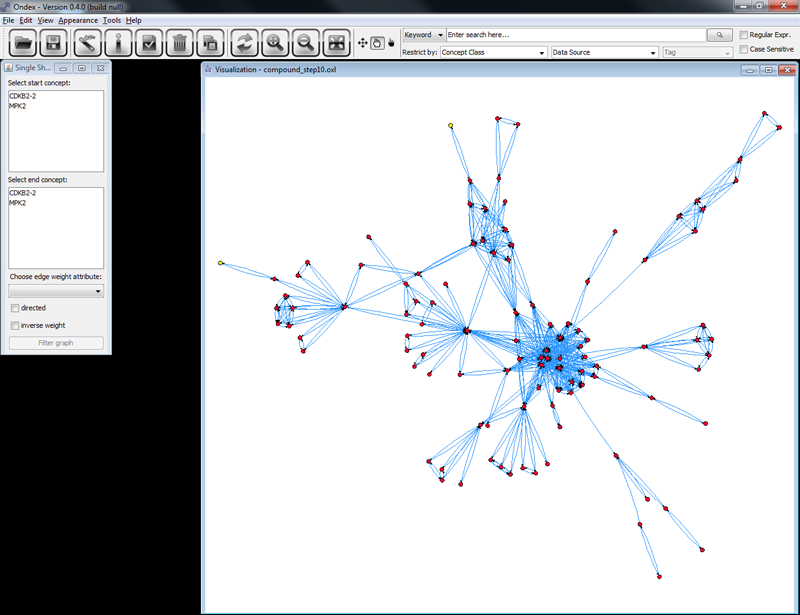 Ondex - Version 0.4.0 (build null)
File Edit View Appearance Tools Help
Keyword Enter search here... Regular Expr.
Restrict by: Concept Class Data Source Tag Case Sensitive
Single Sh...
Visualization - compound_step10.oxl
Select start concept:
CDKB2-2
MPK2
Select end concept:
CDKB2-2
MPK2
Choose edge weight attribute:
directed
inverse weight
Filter graph